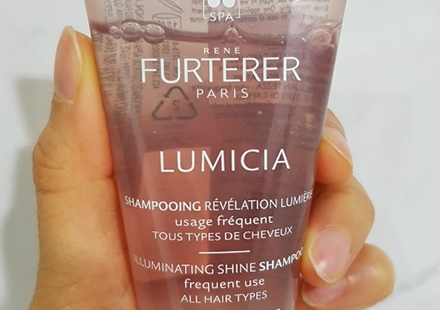 SPA
RENE
FURTERER
PARIS
LUMICIA
SHAMPOOING RÉVÉLATION LUMIÈRE
usage fréquent
TOUS TYPES DE CHEVEUX
ILLUMINATING SHINE SHAMPOO
frequent use
ALL HAIR TYPES